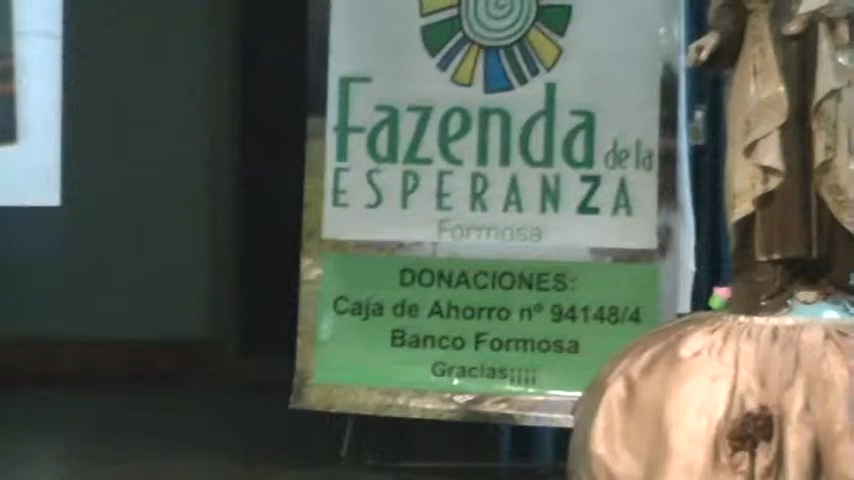 Fazenda de la
ESPERANZA
Formosa
DONACIONES:
Caja de Ahorro nº 94148/4
Banco Formosa
Gracias¡¡¡¡